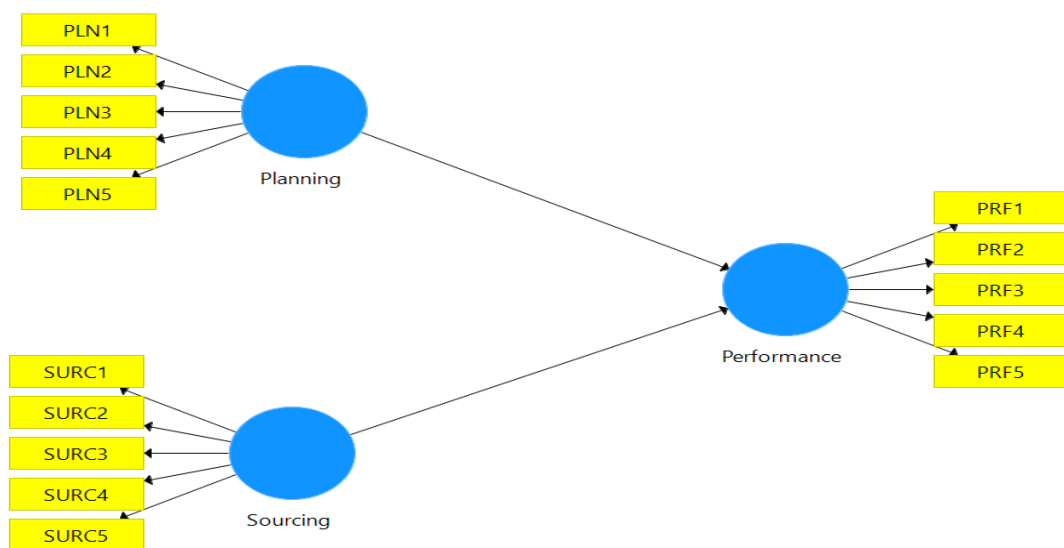 PLN1
PLN2
PLN3
PLN4
PLN5
Planning
PRF1
PRF2
PRF3
PRF4
PRF5
Performance
SURC1
SURC2
SURC3
SURC4
SURC5
Sourcing